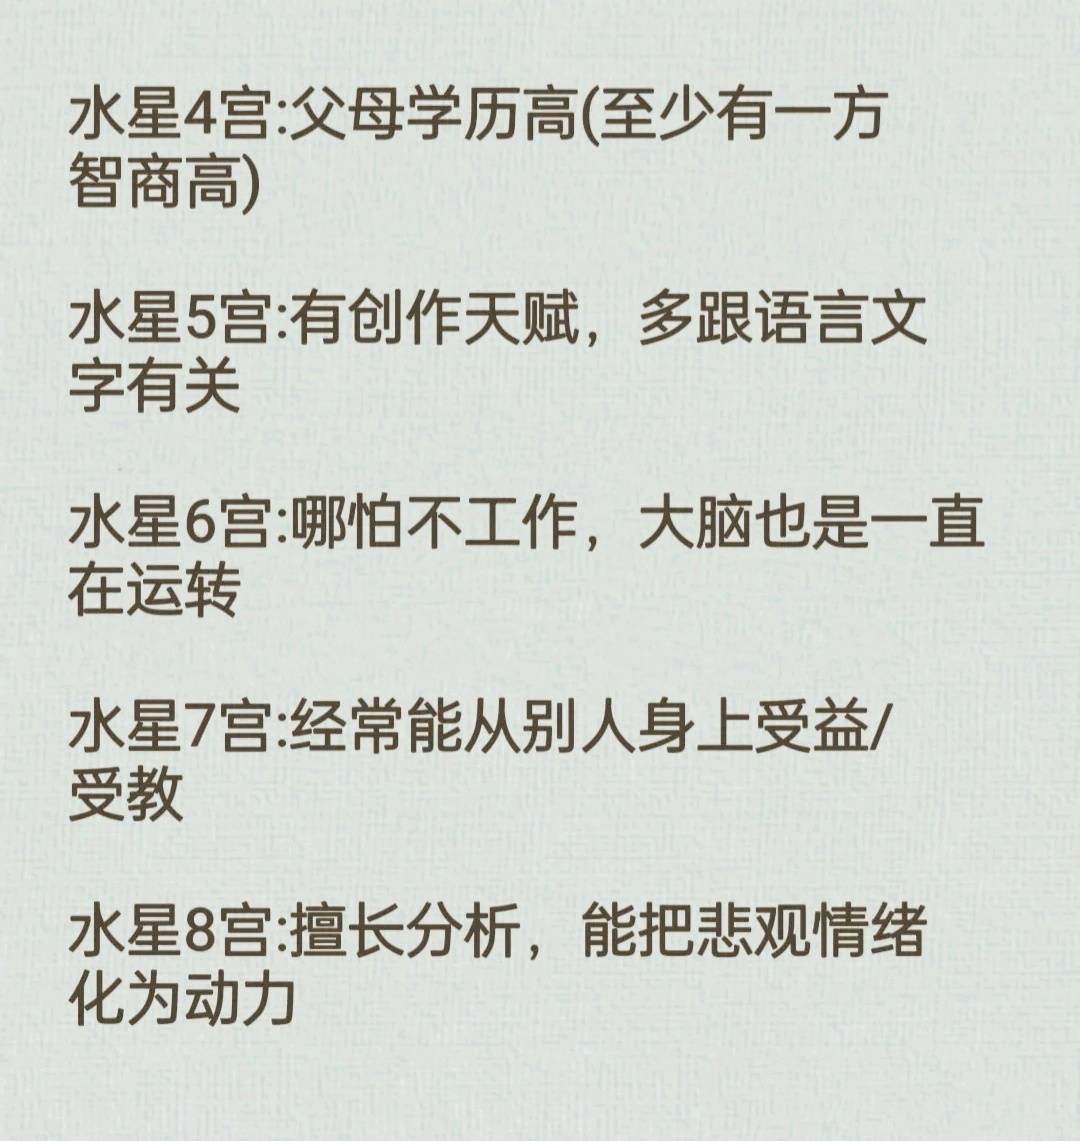 水星4宫:父母学历高(至少有一方
智商高)
水星5宫:有创作天赋，多跟语言文
字有关
水星6宫:哪怕不工作，大脑也是一直
在运转
水星7宫:经常能从别人身上受益/
受教
水星8宫:擅长分析，能把悲观情绪
化为动力